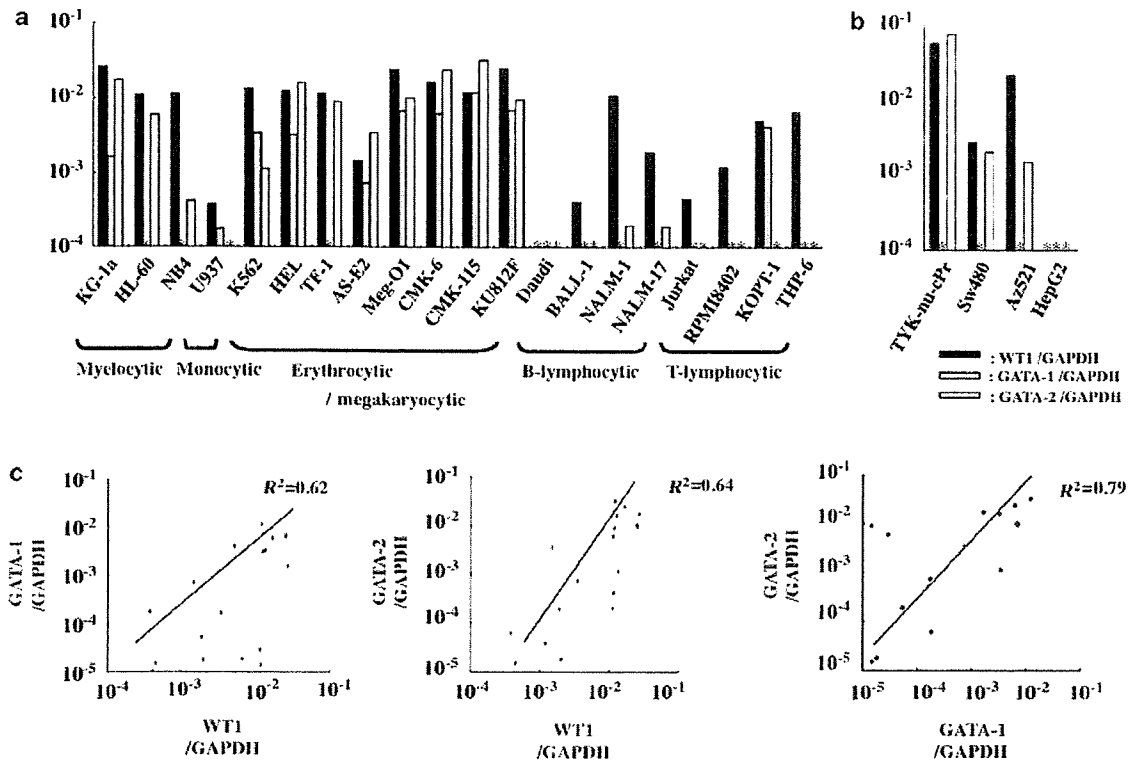 a
10-1
10-2
10-3
10-4
KG-1a
HL-60
NB4
U937
K562
HEL
TF-1
AS-E2
Meg-O1
CMK-6
CMK-115
KU812F
Daudi
BALL-1
NALM-1
NALM-17
Jurkat
RPMI8402
KOPT-1
THP-6
Myelocytic
Monocytic
Erythrocytic
/ megakaryocytic
B-lymphocytic
T-lymphocytic
b
10-1
10-2
10-3
10-4
TYK-nu-cPr
Sw480
Az521
HepG2
: WT1/GAPDH
: GATA-1/GAPDH
: GATA-2/GAPDH
c
GATA-1
/GAPDH
10-1
10-2
10-3
10-4
10-5
R2=0.62
10-4
10-3
10-2
10-1
WT1
/GAPDH
GATA-2
/GAPDH
10-1
10-2
10-3
10-4
10-5
R2=0.64
10-4
10-3
10-2
10-1
WT1
/GAPDH
GATA-2
/GAPDH
10-1
10-2
10-3
10-4
10-5
R2=0.79
10-5
10-4
10-3
10-2
10-1
GATA-1
/GAPDH